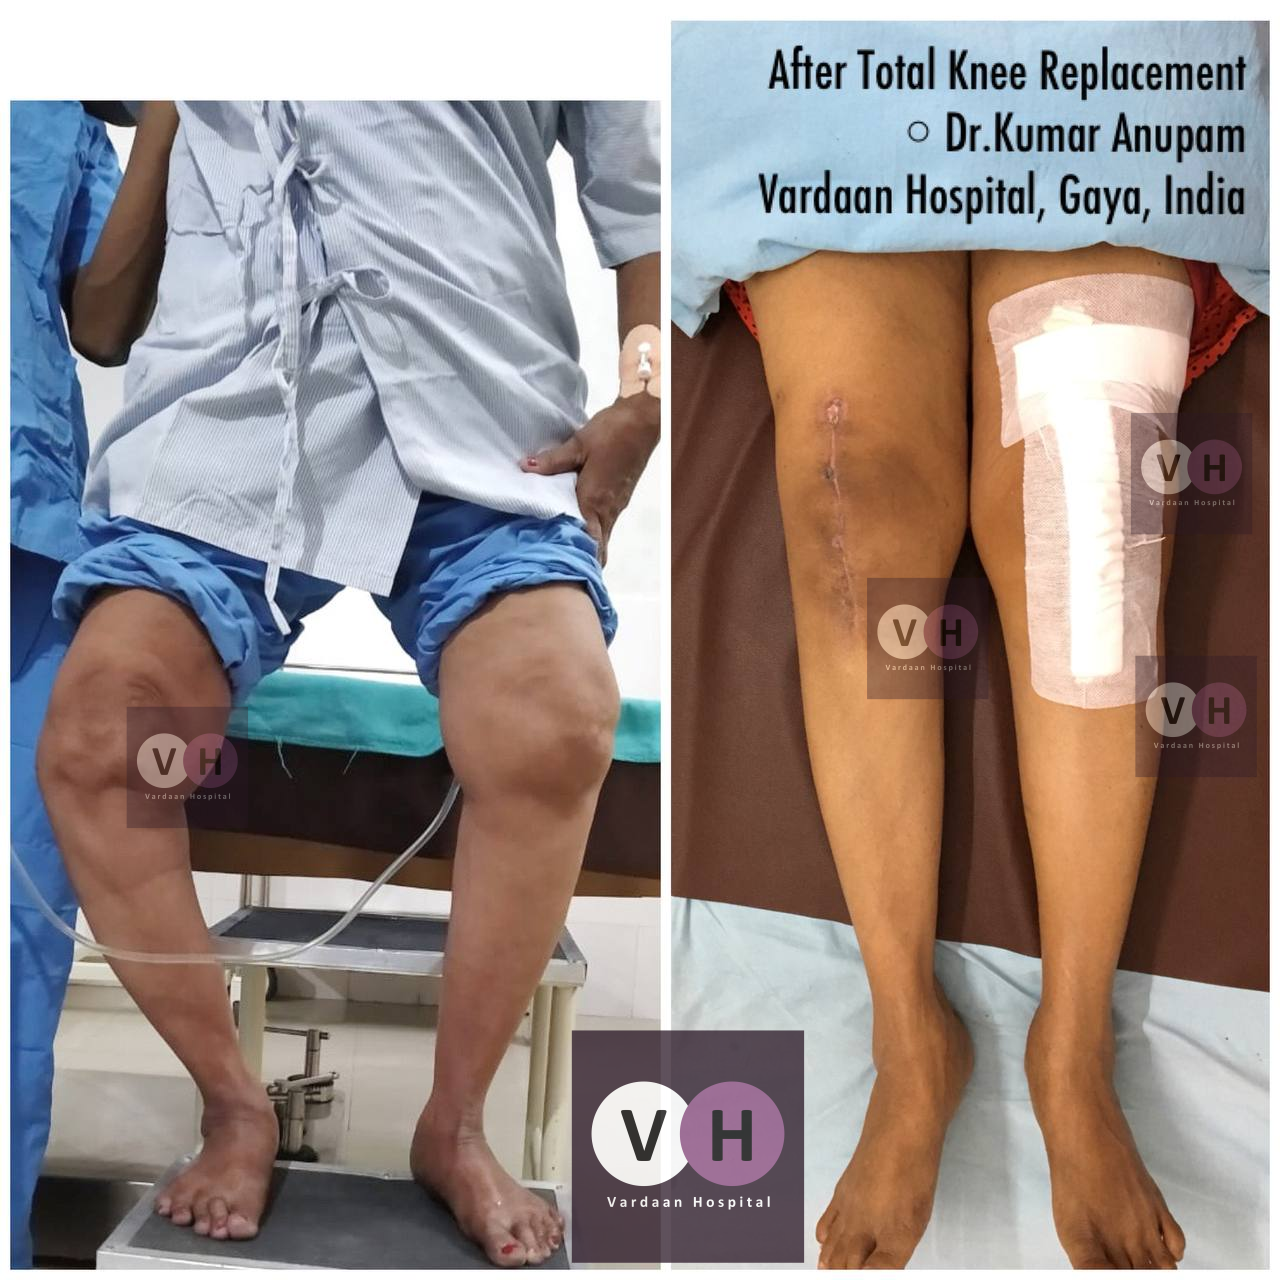 After Total Knee Replacement
○ Dr.Kumar Anupam
Vardaan Hospital, Gaya, India
VH
Vardaan Hospital
VH
Vardaan Hospital
VH
Vardaan Hospital
VH
Vardaan Hospital
VH
Vardaan Hospital